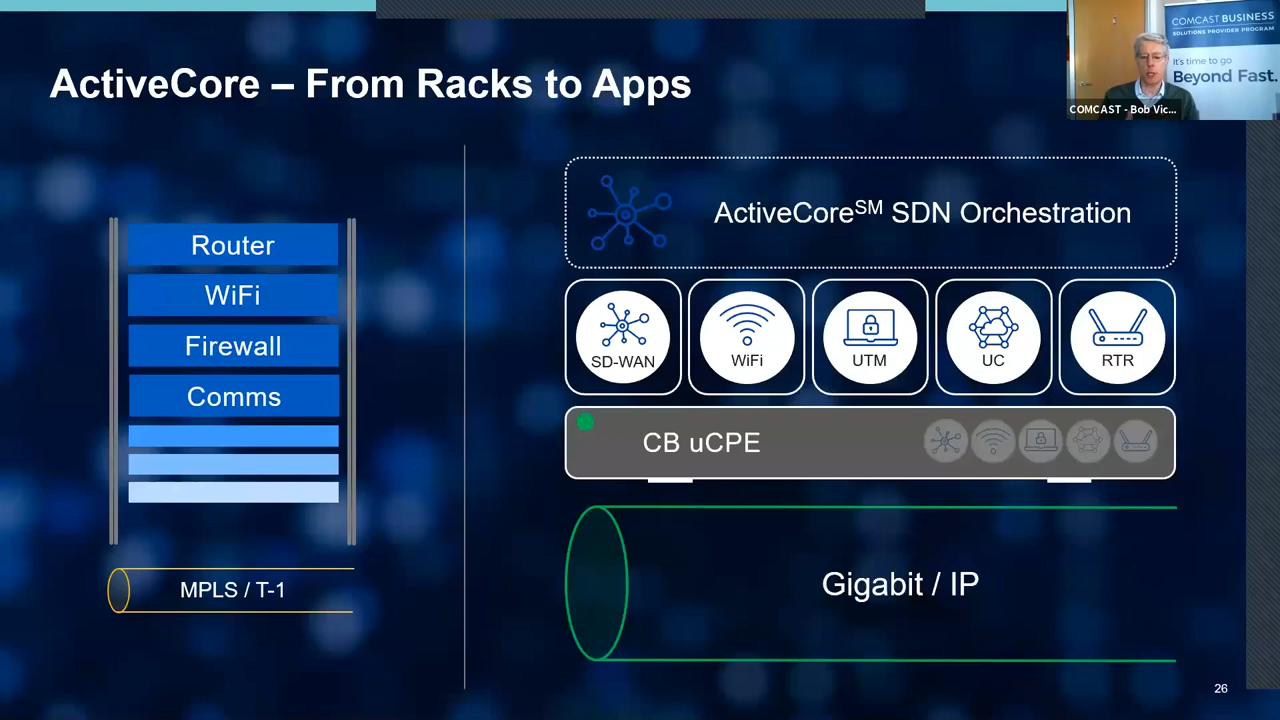 ActiveCore – From Racks to Apps
COMCAST BUSINESS
SOLUTIONS PROVIDER PROGRAM
It's time to go
Beyond Fast.
COMCAST - Bob Vic...
Router
WiFi
Firewall
Comms
MPLS / T-1
ActiveCoreSM SDN Orchestration
SD-WAN
WiFi
UTM
UC
RTR
CB uCPE
Gigabit / IP
26